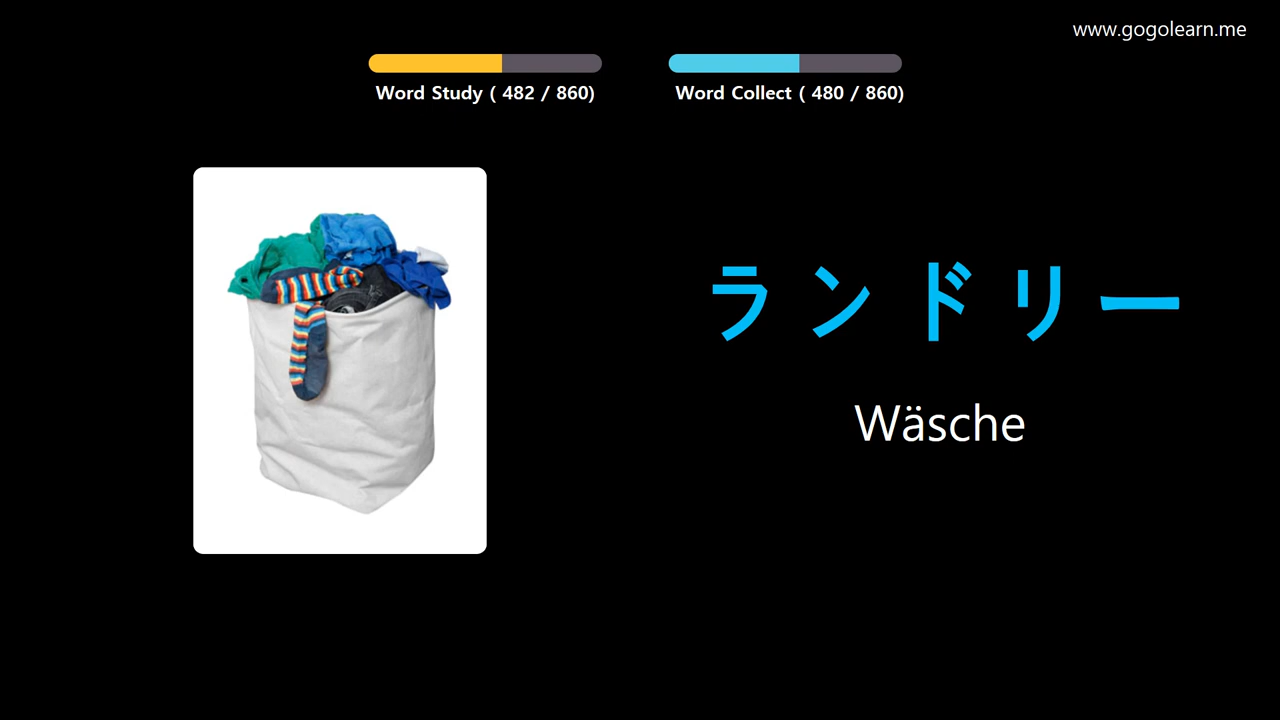 www.gogolearn.me
Word Study ( 482 / 860)
Word Collect ( 480 / 860)
ランドリー
Wäsche